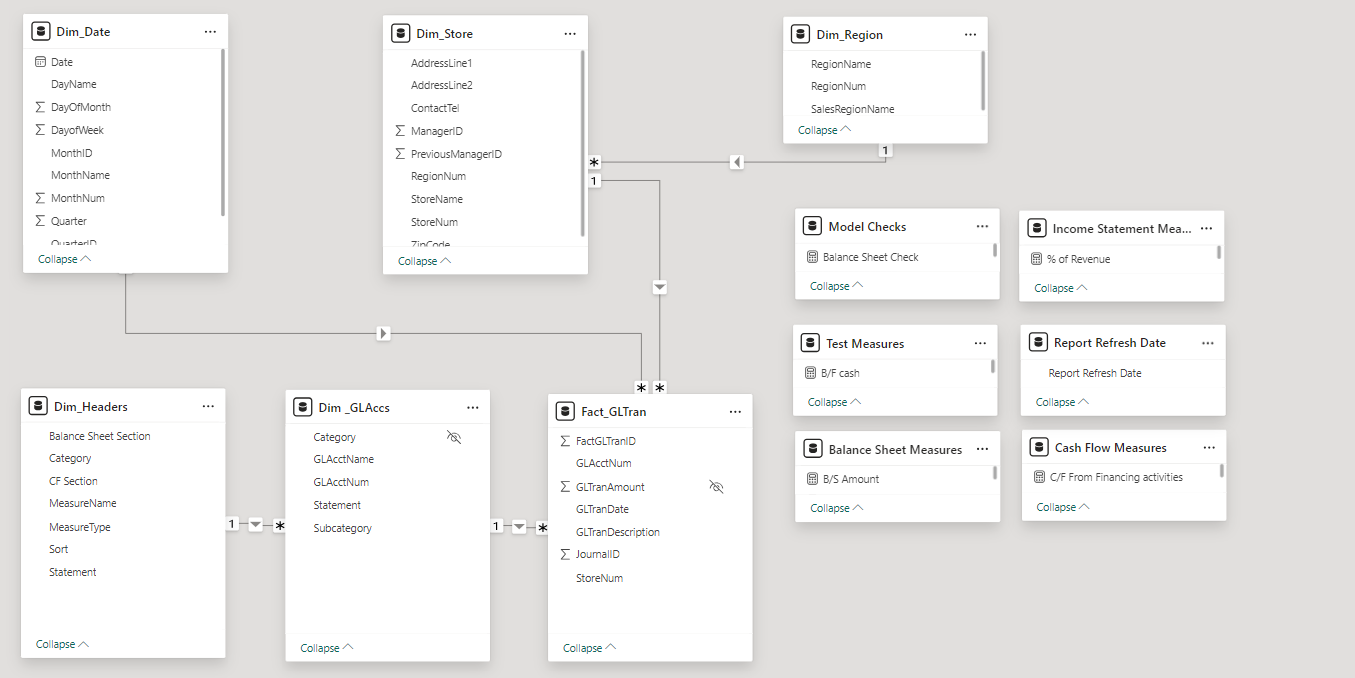 Dim_Date
Date
DayName
DayOfMonth
DayofWeek
MonthID
MonthName
MonthNum
Quarter
QuarterID
Collapse
Dim_Store
AddressLine1
AddressLine2
ContactTel
ManagerID
PreviousManagerID
RegionNum
StoreName
StoreNum
ZipCode
Collapse
Dim_Region
RegionName
RegionNum
SalesRegionName
Collapse
*
1
1
Model Checks
Balance Sheet Check
Collapse
Income Statement Mea...
% of Revenue
Collapse
Test Measures
B/F cash
Collapse
Report Refresh Date
Report Refresh Date
Collapse
Balance Sheet Measures
B/S Amount
Collapse
Cash Flow Measures
C/F From Financing activities
Collapse
* *
Dim_Headers
Balance Sheet Section
Category
CF Section
MeasureName
MeasureType
Sort
Statement
Collapse
1 *
Dim _GLAccs
Category
GLAcctName
GLAcctNum
Statement
Subcategory
Collapse
1 *
Fact_GLTran
FactGLTranID
GLAcctNum
GLTranAmount
GLTranDate
GLTranDescription
JournalID
StoreNum
Collapse